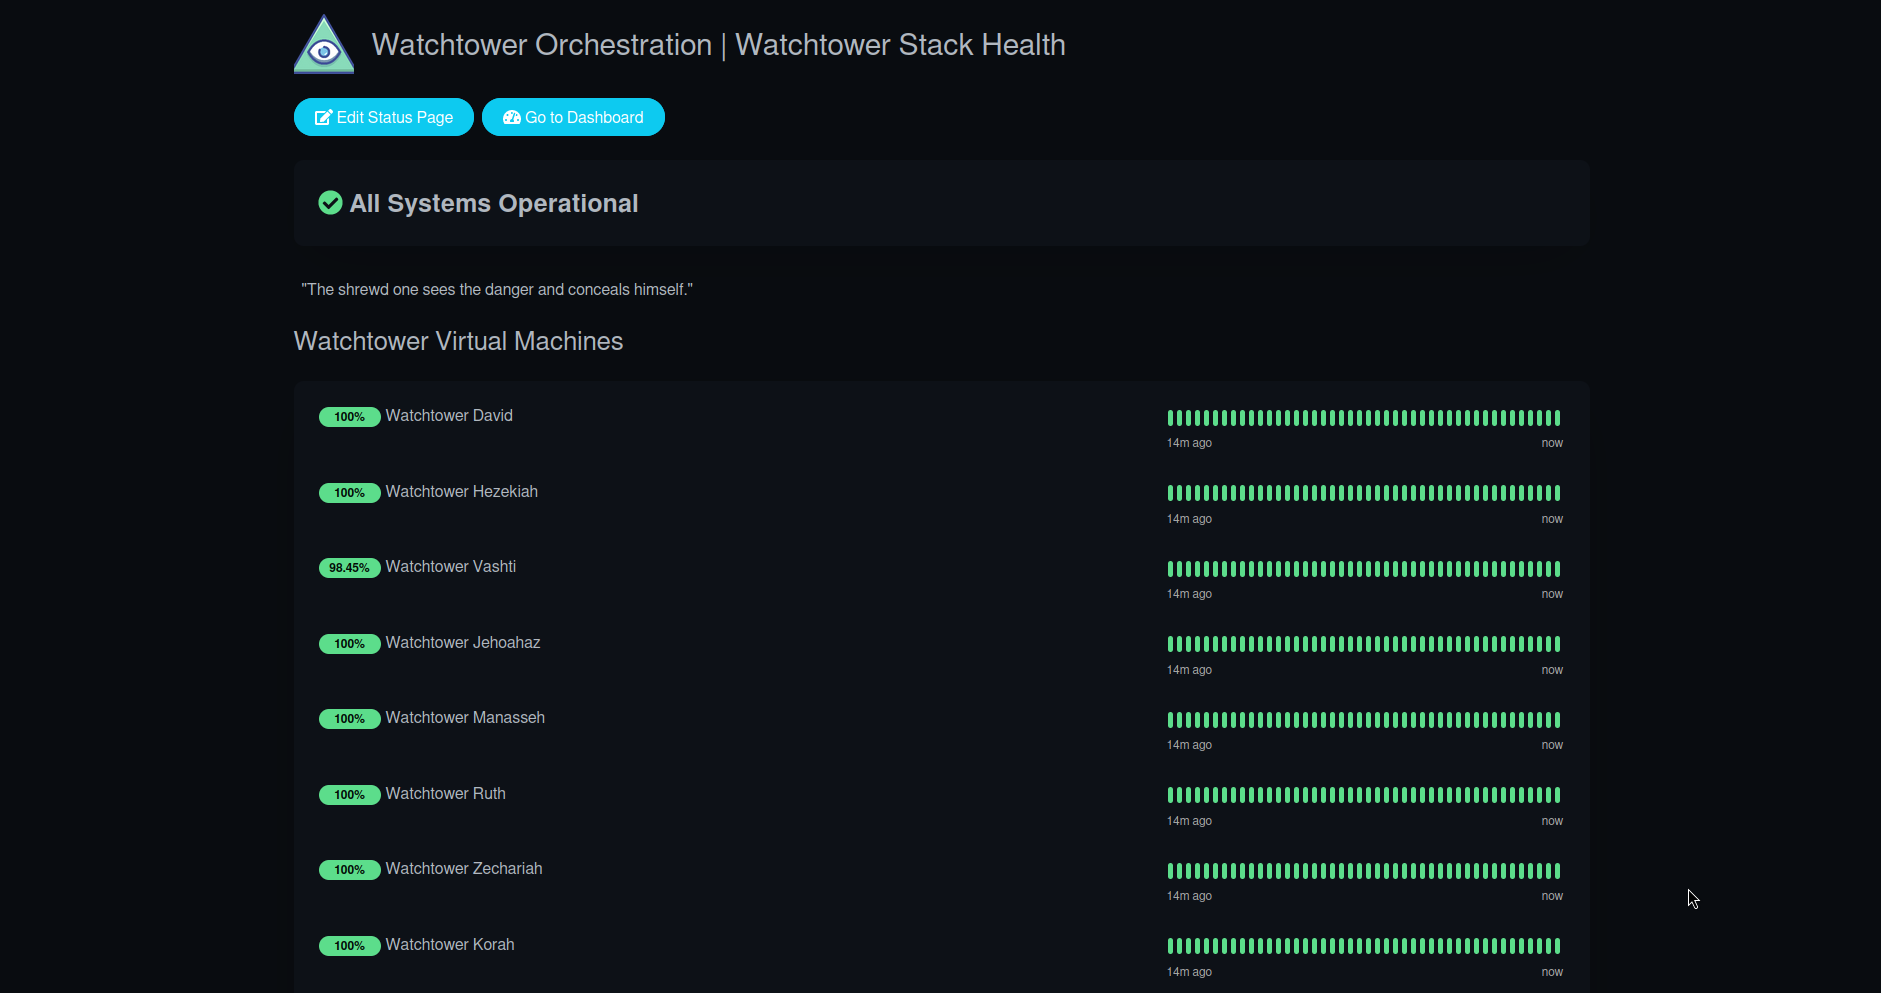 Watchtower Orchestration | Watchtower Stack Health
Edit Status Page
Go to Dashboard
All Systems Operational
"The shrewd one sees the danger and conceals himself."
Watchtower Virtual Machines
100% Watchtower David
14m ago now
100% Watchtower Hezekiah
14m ago now
98.45% Watchtower Vashti
14m ago now
100% Watchtower Jehoahaz
14m ago now
100% Watchtower Manasseh
14m ago now
100% Watchtower Ruth
14m ago now
100% Watchtower Zechariah
14m ago now
100% Watchtower Korah
14m ago now